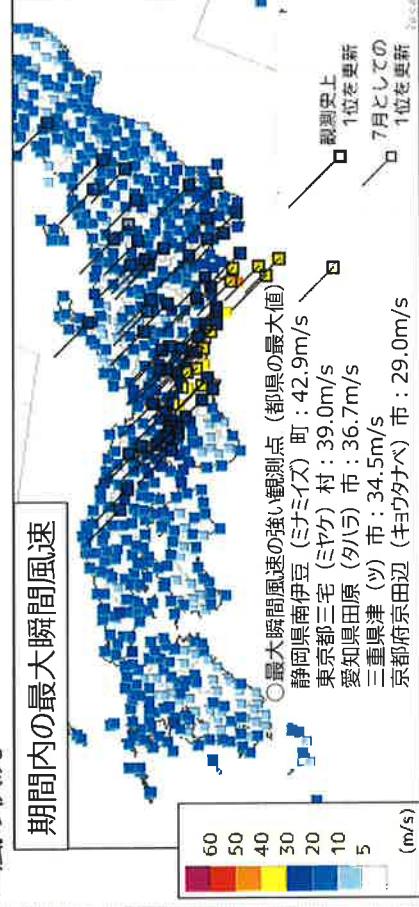 期間内の最大瞬間風速
観測史上
1位を更新
7月としての
1位を更新
○最大瞬間風速の強い観測点（都県の最大値）
静岡県南伊豆（ミナミイズ）町：42.9m/s
東京都三宅（ミヤケ）村：39.0m/s
愛知県田原（タハラ）市：36.7m/s
三重県津（ツ）市：34.5m/s
京都府京田辺（キョウタナベ）市：29.0m/s
60
50
40
30
20
10
5
(m/s)